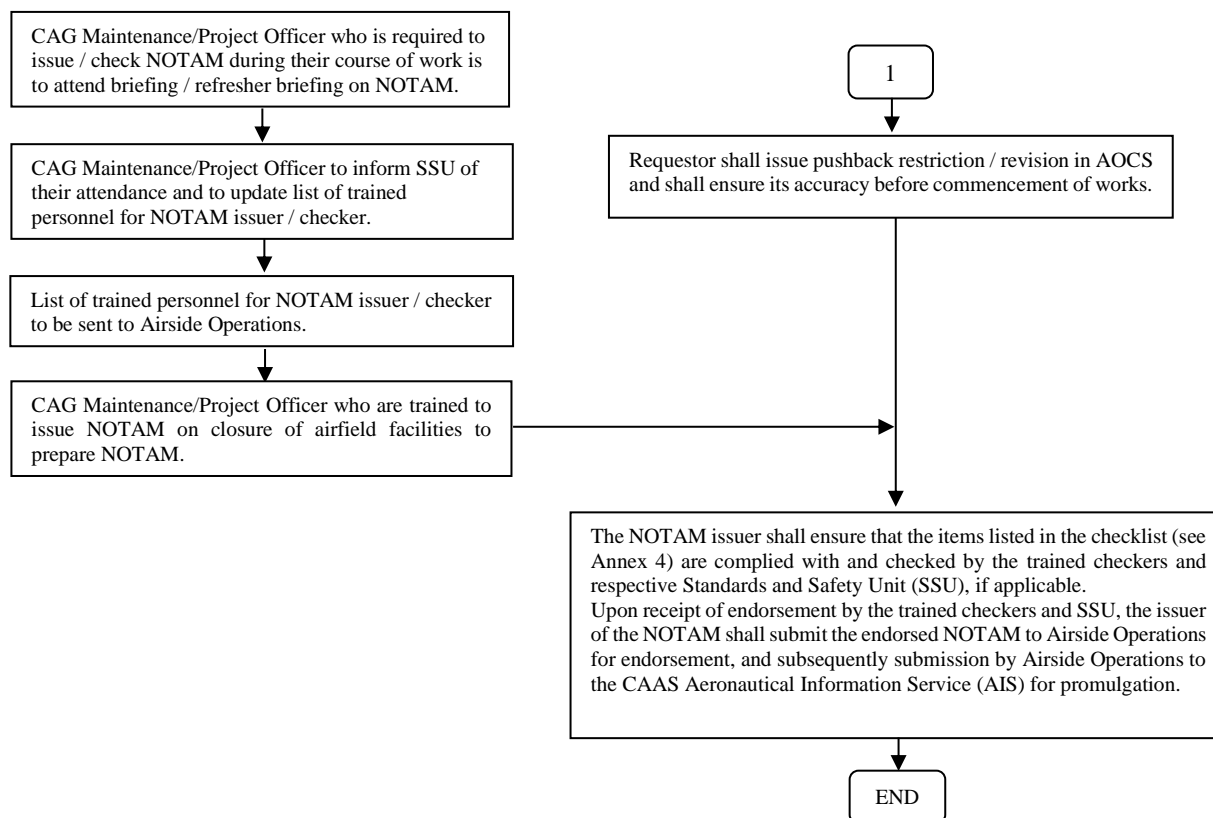 CAG Maintenance/Project Officer who is required to
issue / check NOTAM during their course of work is
to attend briefing / refresher briefing on NOTAM.
CAG Maintenance/Project Officer to inform SSU of
their attendance and to update list of trained
personnel for NOTAM issuer / checker.
List of trained personnel for NOTAM issuer / checker
to be sent to Airside Operations.
CAG Maintenance/Project Officer who are trained to
issue NOTAM on closure of airfield facilities to
prepare NOTAM.
1
Requestor shall issue pushback restriction / revision in AOCS
and shall ensure its accuracy before commencement of works.
The NOTAM issuer shall ensure that the items listed in the checklist (see
Annex 4) are complied with and checked by the trained checkers and
respective Standards and Safety Unit (SSU), if applicable.
Upon receipt of endorsement by the trained checkers and SSU, the issuer
of the NOTAM shall submit the endorsed NOTAM to Airside Operations
for endorsement, and subsequently submission by Airside Operations to
the CAAS Aeronautical Information Service (AIS) for promulgation.
END